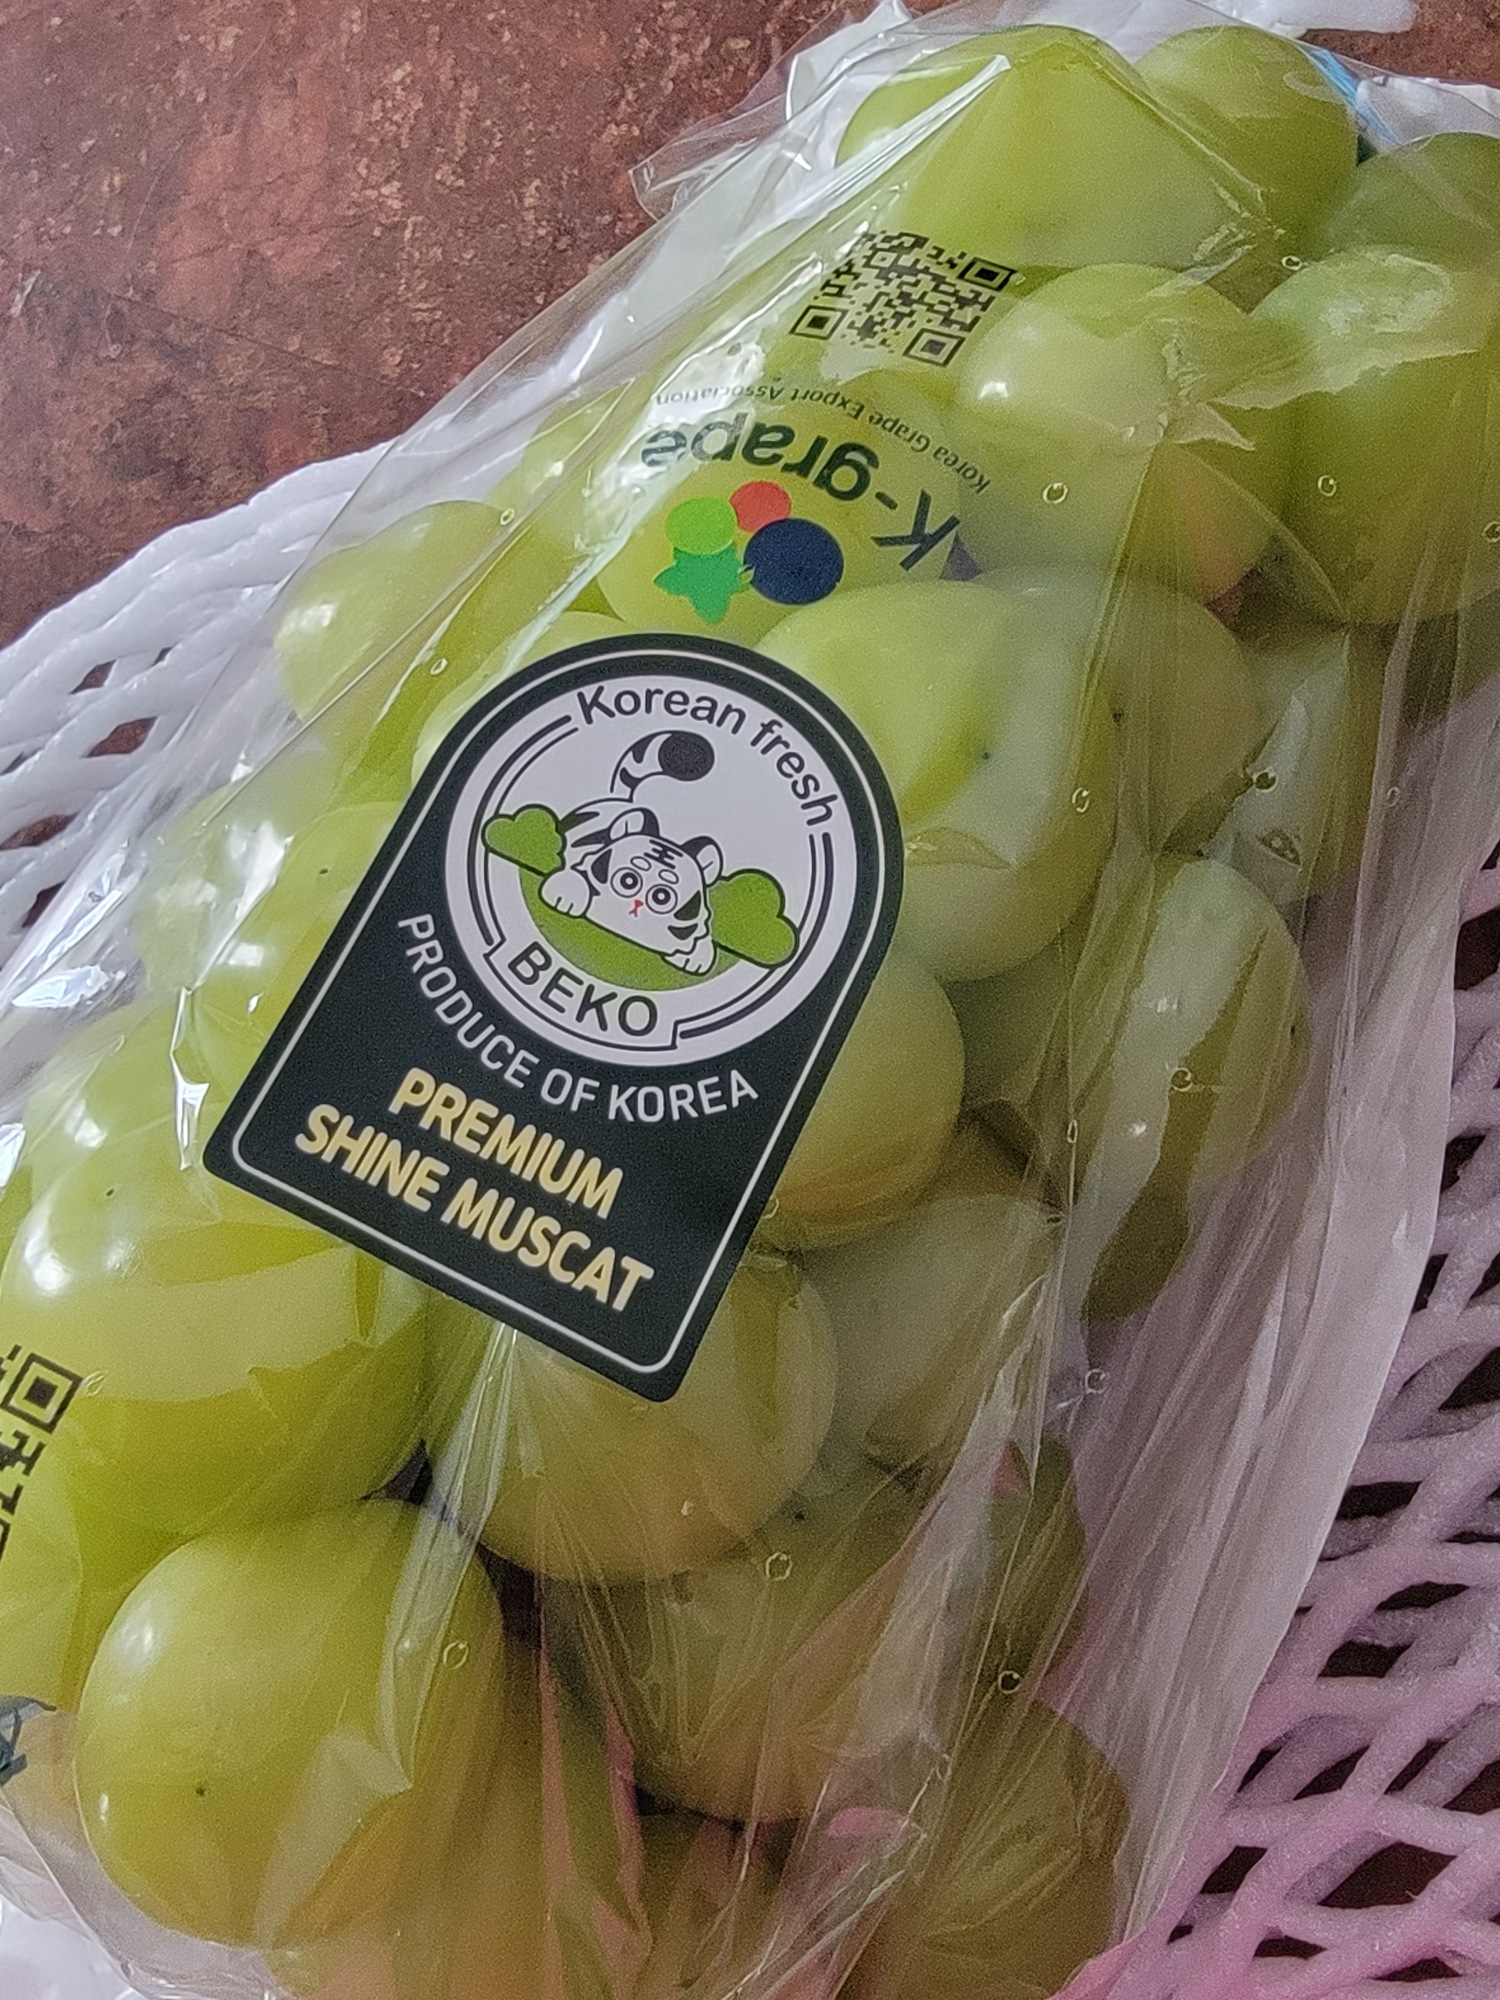 Korea Grape Export Association
K-grape
Korean fresh
BEKO
PRODUCE OF KOREA
PREMIUM
SHINE MUSCAT